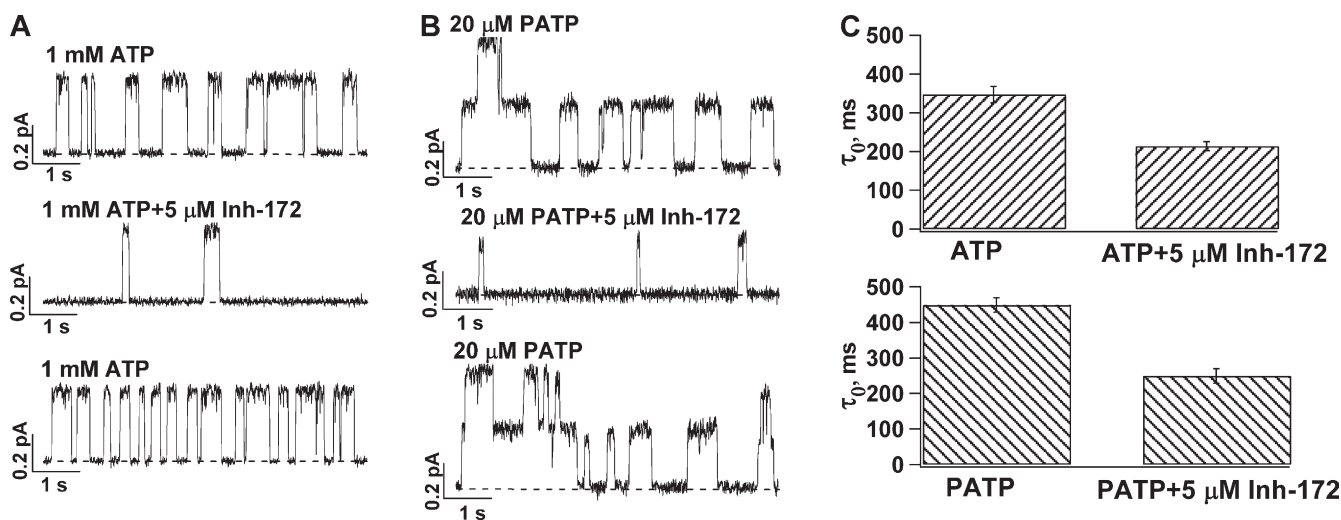 A
1 mM ATP
0.2 pA
1 s
1 mM ATP+5 μM Inh-172
0.2 pA
1 s
1 mM ATP
0.2 pA
1 s
B
20 μM PATP
0.2 pA
1 s
20 μM PATP+5 μM Inh-172
0.2 pA
1 s
20 μM PATP
0.2 pA
1 s
C
500
400
300
200
100
0
τ0, ms
ATP
ATP+5 μM Inh-172
500
400
300
200
100
0
τ0, ms
PATP
PATP+5 μM Inh-172